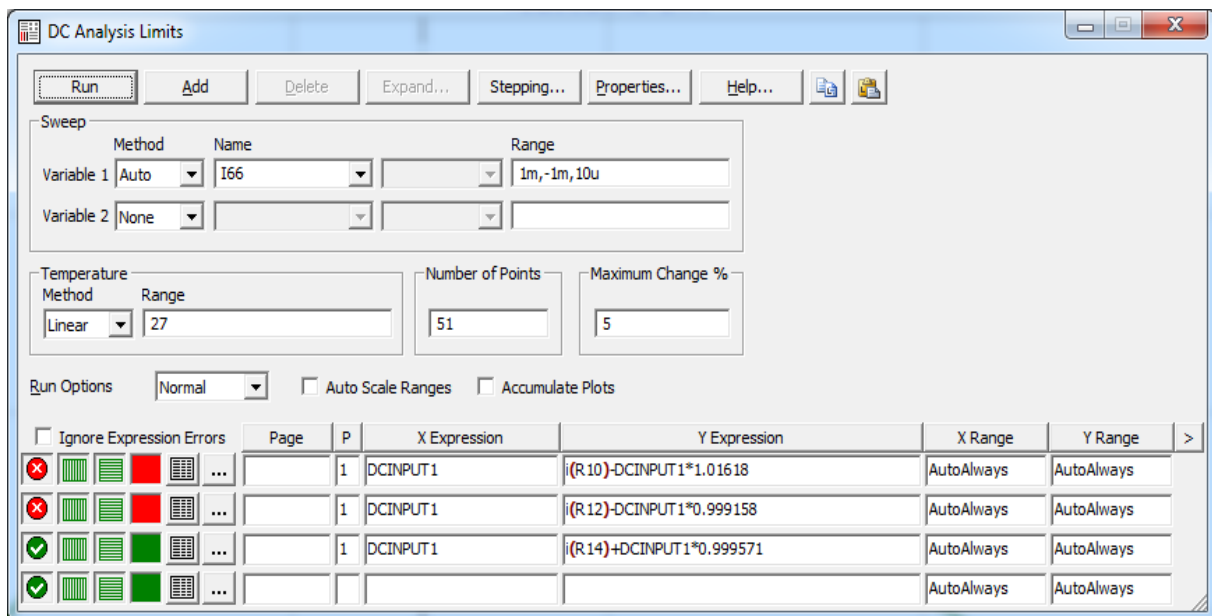 DC Analysis Limits
Run Add Delete Expand... Stepping... Properties... Help...
Sweep
Method Name Range
Variable 1 Auto I66 1m,-1m,10u
Variable 2 None
Temperature Number of Points Maximum Change %
Method Range
Linear 27 51 5
Run Options Normal Auto Scale Ranges Accumulate Plots
Ignore Expression Errors Page P X Expression Y Expression X Range Y Range >
... 1 DCINPUT1 i(R10)-DCINPUT1*1.01618 AutoAlways AutoAlways
... 1 DCINPUT1 i(R12)-DCINPUT1*0.999158 AutoAlways AutoAlways
... 1 DCINPUT1 i(R14)+DCINPUT1*0.999571 AutoAlways AutoAlways
... AutoAlways AutoAlways